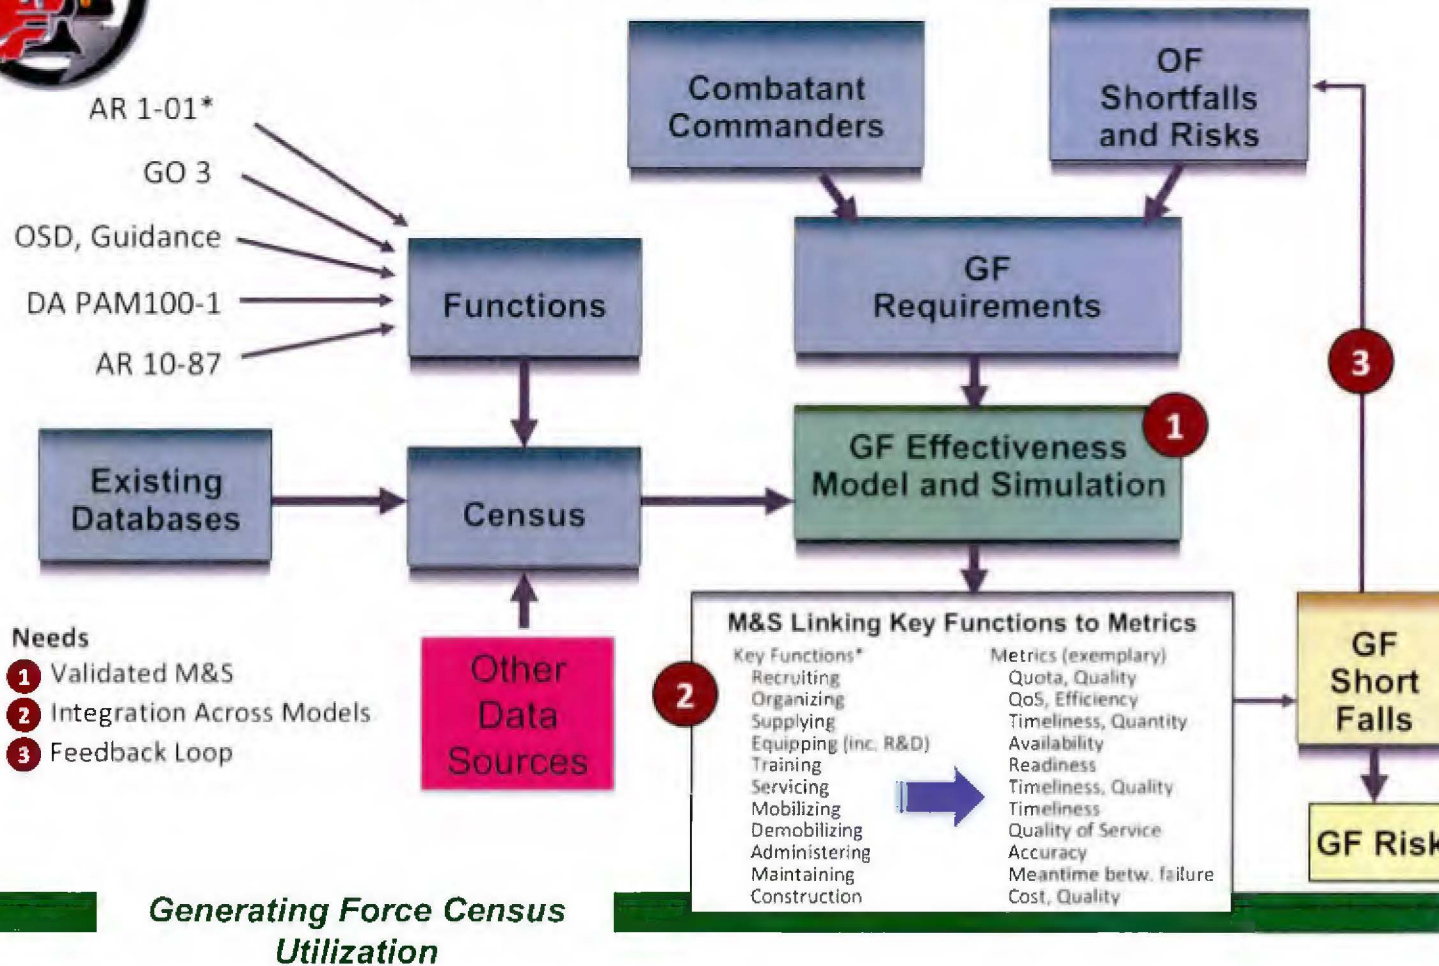 AR 1-01*
GO 3
OSD, Guidance
DA PAM100-1
AR 10-87
Functions
Combatant
Commanders
OF
Shortfalls
and Risks
GF
Requirements
3
Existing
Databases
Census
GF Effectiveness
Model and Simulation
1
Other
Data
Sources
Needs
1 Validated M&S
2 Integration Across Models
3 Feedback Loop
2
M&S Linking Key Functions to Metrics
Key Functions* Metrics (exemplary)
Recruiting Quota, Quality
Organizing QoS, Efficiency
Supplying Timeliness, Quantity
Equipping (inc. R&D) Availability
Training Readiness
Servicing Timeliness, Quality
Mobilizing Timeliness
Demobilizing Quality of Service
Administering Accuracy
Maintaining Meantime betw. failure
Construction Cost, Quality
GF
Short
Falls
GF Risk
Generating Force Census
Utilization